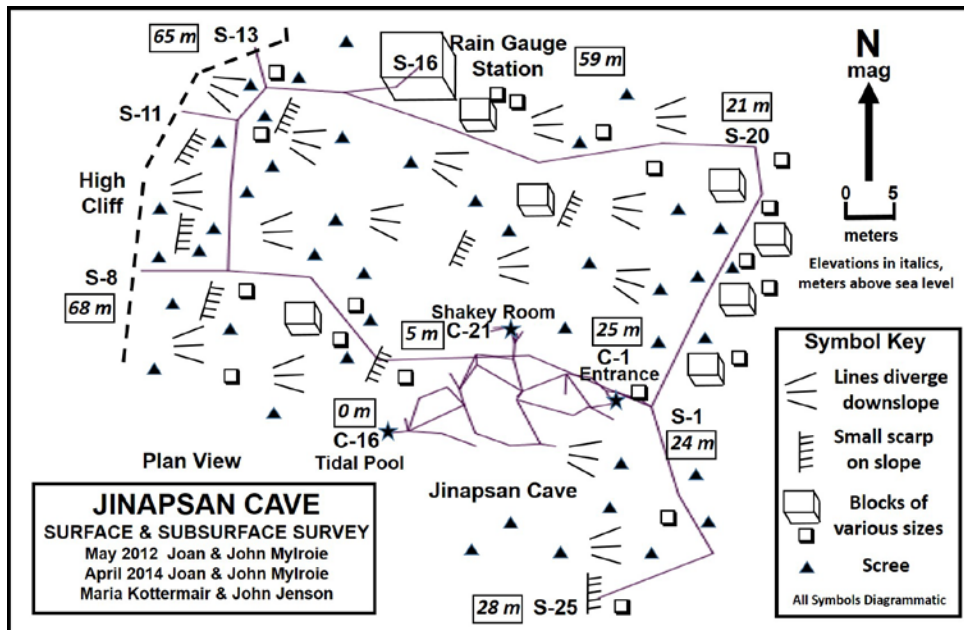 65 m
S-13
S-16
Rain Gauge
Station
59 m
N
mag
21 m
S-20
S-11
High
Cliff
0 5
meters
Elevations in italics,
meters above sea level
S-8
68 m
Shakey Room
5 m
C-21
25 m
C-1
Entrance
0 m
C-16
Tidal Pool
S-1
24 m
Plan View
Jinapsan Cave
28 m
S-25
JINAPSAN CAVE
SURFACE & SUBSURFACE SURVEY
May 2012 Joan & John Mylroie
April 2014 Joan & John Mylroie
Maria Kottermair & John Jenson
Symbol Key
Lines diverge
downslope
Small scarp
on slope
Blocks of
various sizes
Scree
All Symbols Diagrammatic